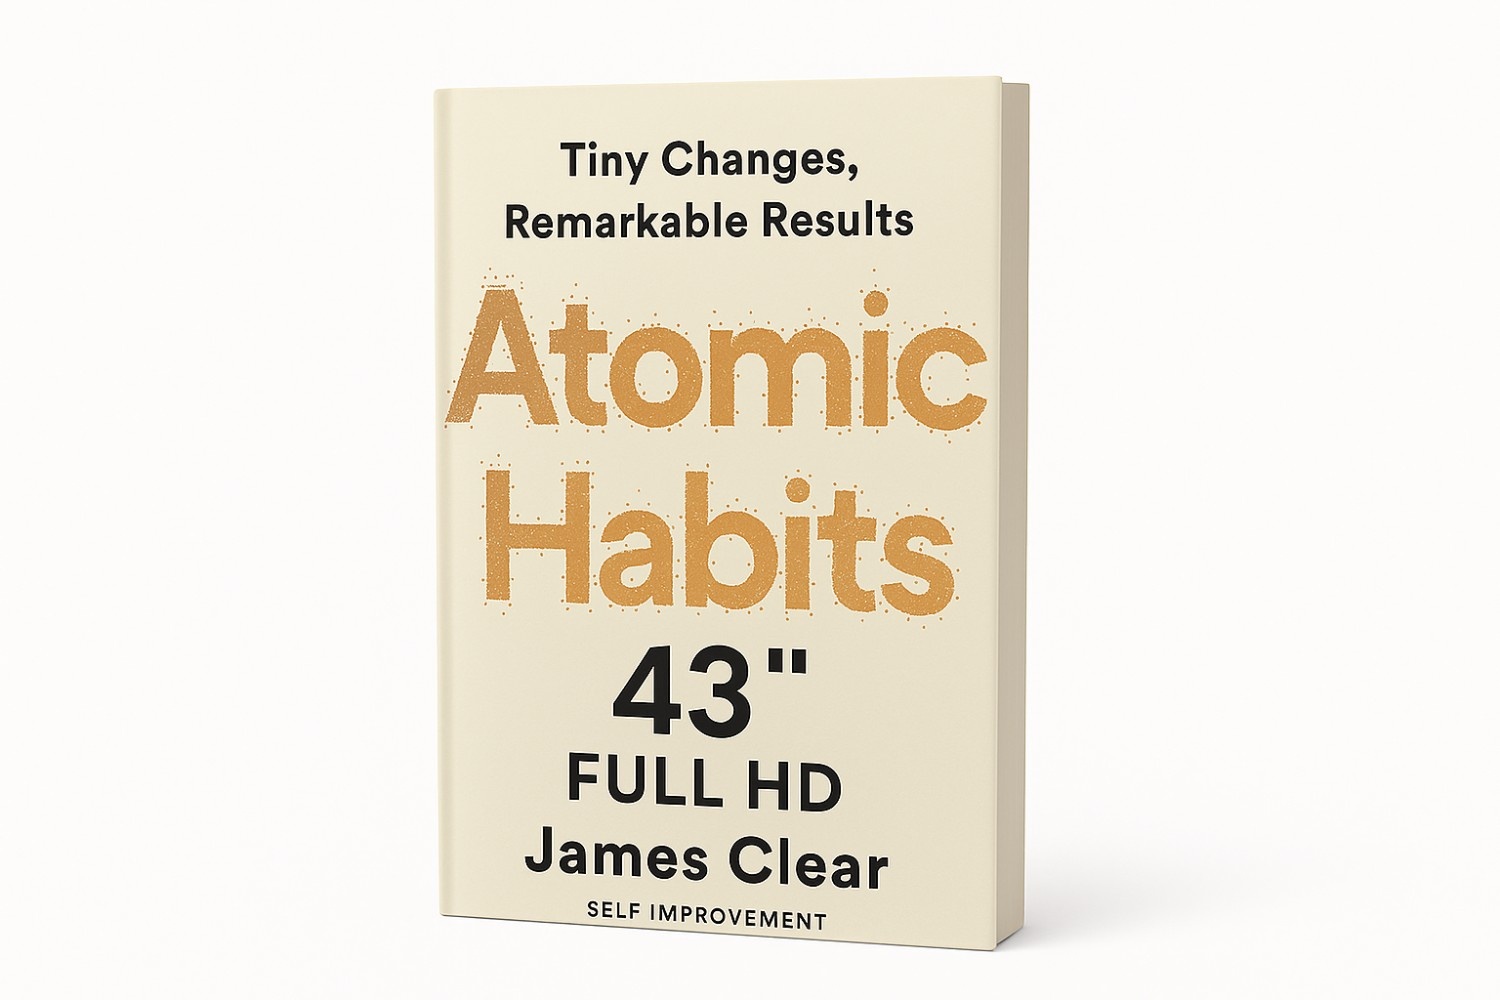 Tiny Changes,
Remarkable Results
Atomic
Habits
43"
FULL HD
James Clear
SELF IMPROVEMENT